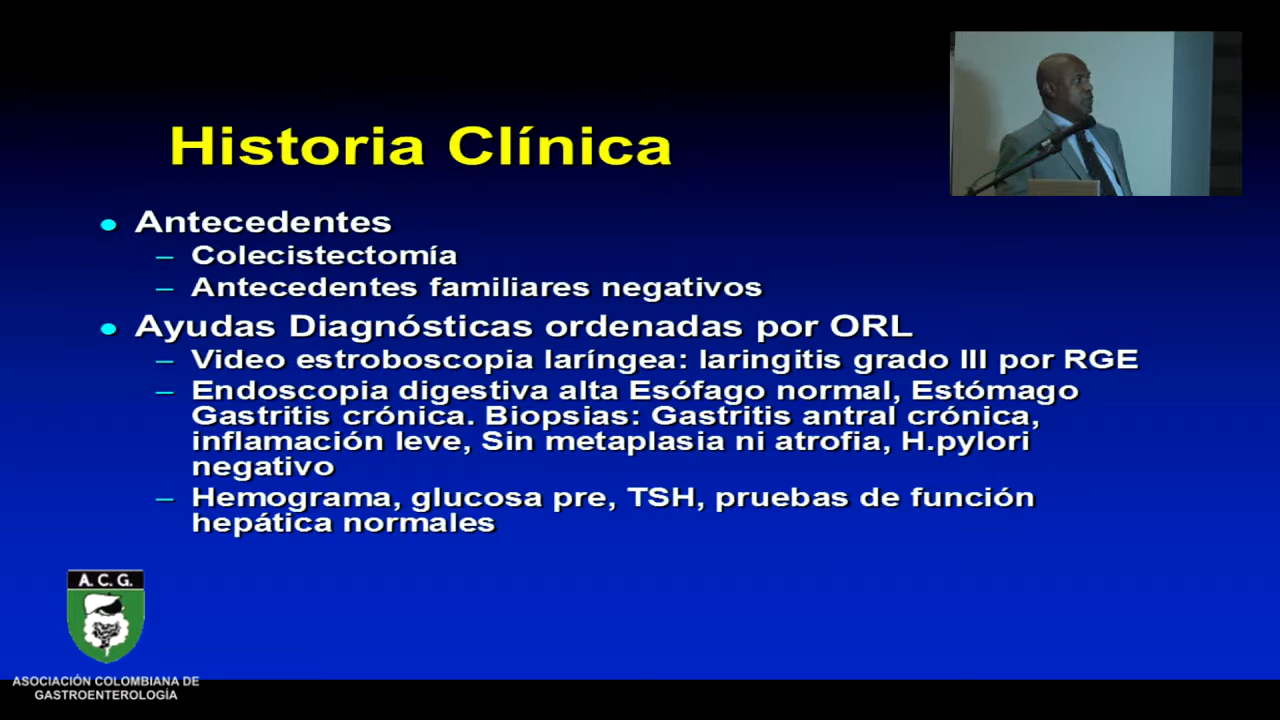 Historia Clínica
Antecedentes
– Colecistectomía
– Antecedentes familiares negativos
Ayudas Diagnósticas ordenadas por ORL
– Video estroboscopia laríngea: laringitis grado III por RGE
– Endoscopia digestiva alta Esófago normal, Estómago
Gastritis crónica. Biopsias: Gastritis antral crónica,
inflamación leve, Sin metaplasia ni atrofia, H.pylori
negativo
– Hemograma, glucosa pre, TSH, pruebas de función
hepática normales
A. C. G.
ASOCIACIÓN COLOMBIANA DE
GASTROENTEROLOGÍA